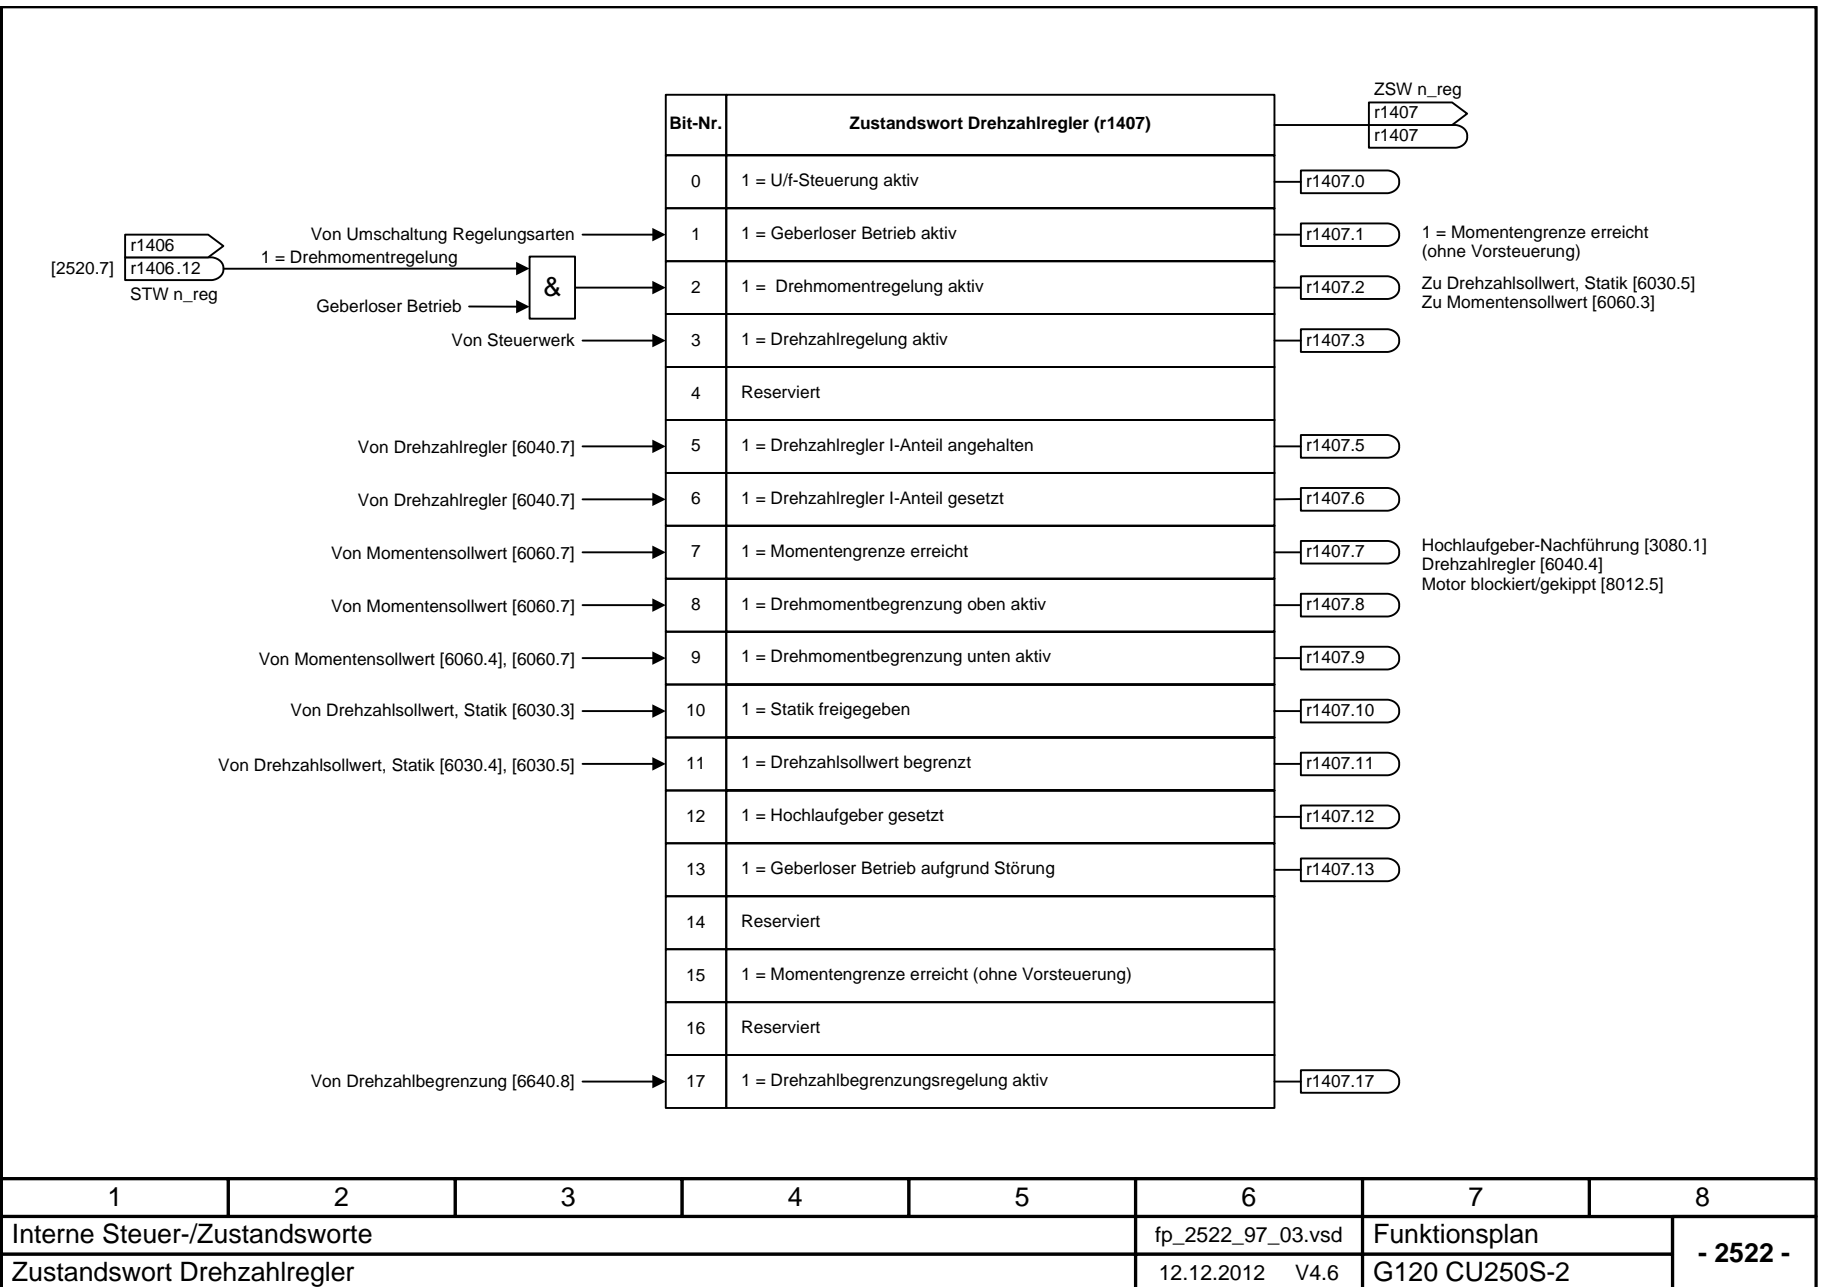 ZSW n_reg
r1407
r1407
Bit-Nr. Zustandswort Drehzahlregler (r1407)
0 1 = U/f-Steuerung aktiv r1407.0
Von Umschaltung Regelungsarten 1 1 = Geberloser Betrieb aktiv r1407.1 1 = Momentengrenze erreicht
(ohne Vorsteuerung)
r1406
1 = Drehmomentregelung
[2520.7] r1406.12
STW n_reg
Geberloser Betrieb
&
2 1 = Drehmomentregelung aktiv r1407.2 Zu Drehzahlsollwert, Statik [6030.5]
Zu Momentensollwert [6060.3]
Von Steuerwerk 3 1 = Drehzahlregelung aktiv r1407.3
4 Reserviert
Von Drehzahlregler [6040.7] 5 1 = Drehzahlregler I-Anteil angehalten r1407.5
Von Drehzahlregler [6040.7] 6 1 = Drehzahlregler I-Anteil gesetzt r1407.6
Von Momentensollwert [6060.7] 7 1 = Momentengrenze erreicht r1407.7 Hochlaufgeber-Nachführung [3080.1]
Drehzahlregler [6040.4]
Motor blockiert/gekippt [8012.5]
Von Momentensollwert [6060.7] 8 1 = Drehmomentbegrenzung oben aktiv r1407.8
Von Momentensollwert [6060.4], [6060.7] 9 1 = Drehmomentbegrenzung unten aktiv r1407.9
Von Drehzahlsollwert, Statik [6030.3] 10 1 = Statik freigegeben r1407.10
Von Drehzahlsollwert, Statik [6030.4], [6030.5] 11 1 = Drehzahlsollwert begrenzt r1407.11
12 1 = Hochlaufgeber gesetzt r1407.12
13 1 = Geberloser Betrieb aufgrund Störung r1407.13
14 Reserviert
15 1 = Momentengrenze erreicht (ohne Vorsteuerung)
16 Reserviert
Von Drehzahlbegrenzung [6640.8] 17 1 = Drehzahlbegrenzungsregelung aktiv r1407.17
1 2 3 4 5 6 7 8
Interne Steuer-/Zustandsworte fp_2522_97_03.vsd Funktionsplan
- 2522 -
Zustandswort Drehzahlregler 12.12.2012 V4.6 G120 CU250S-2